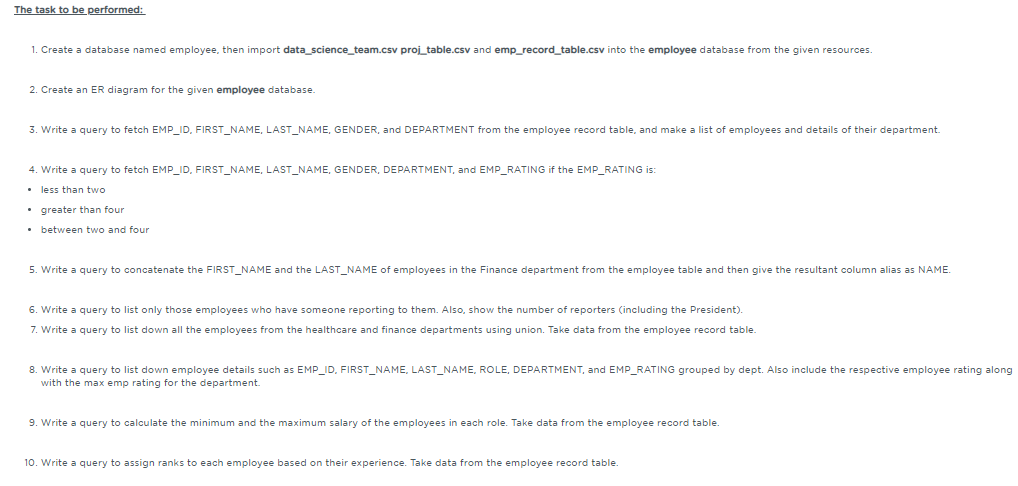 The task to be performed:
1. Create a database named employee, then import data_science_team.csv proj_table.csv and emp_record_table.csv into the employee database from the given resources.
2. Create an ER diagram for the given employee database.
3. Write a query to fetch EMP_ID, FIRST_NAME, LAST_NAME, GENDER, and DEPARTMENT from the employee record table, and make a list of employees and details of their department.
4. Write a query to fetch EMP_ID, FIRST_NAME, LAST_NAME, GENDER, DEPARTMENT, and EMP_RATING if the EMP_RATING is:
• less than two
• greater than four
• between two and four
5. Write a query to concatenate the FIRST_NAME and the LAST_NAME of employees in the Finance department from the employee table and then give the resultant column alias as NAME.
6. Write a query to list only those employees who have someone reporting to them. Also, show the number of reporters (including the President).
7. Write a query to list down all the employees from the healthcare and finance departments using union. Take data from the employee record table.
8. Write a query to list down employee details such as EMP_ID, FIRST_NAME, LAST_NAME, ROLE, DEPARTMENT, and EMP_RATING grouped by dept. Also include the respective employee rating along
with the max emp rating for the department.
9. Write a query to calculate the minimum and the maximum salary of the employees in each role. Take data from the employee record table.
10. Write a query to assign ranks to each employee based on their experience. Take data from the employee record table.